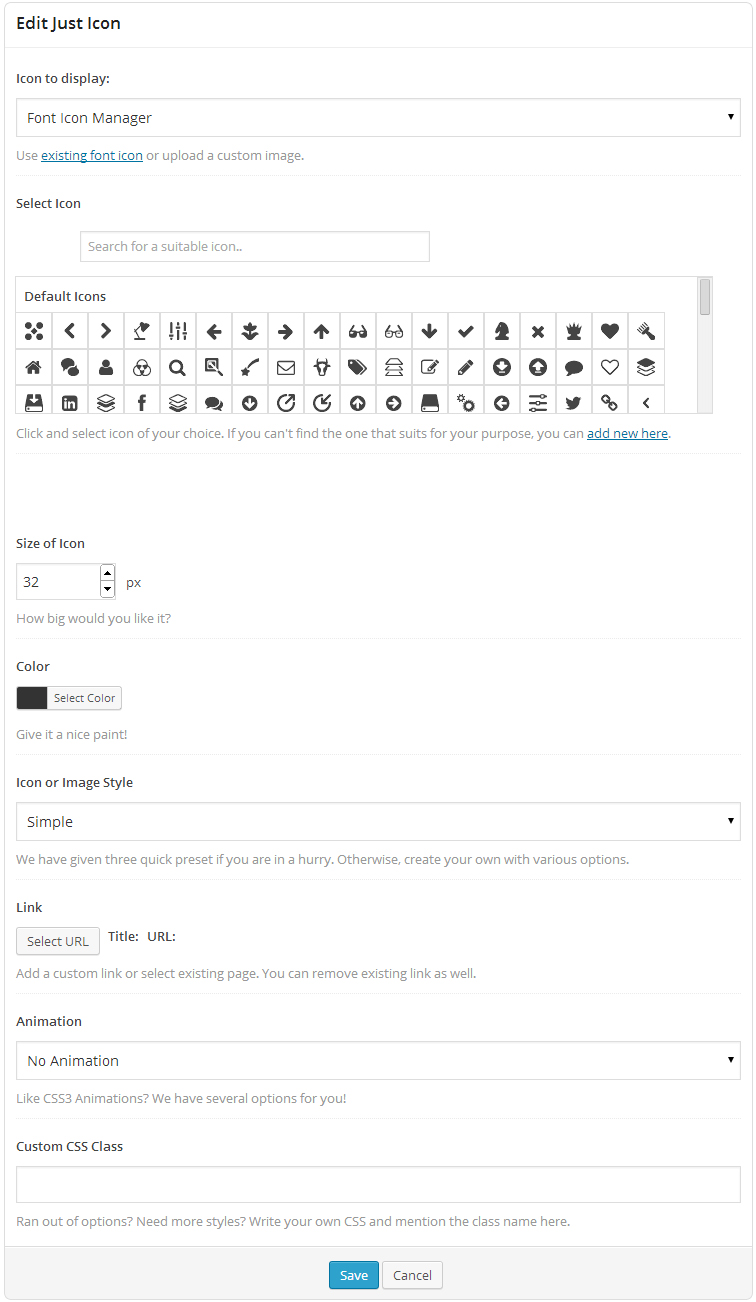 Edit Just Icon
Icon to display:
Font Icon Manager
Use existing font icon or upload a custom image.
Select Icon
Search for a suitable icon..
Default Icons
Click and select icon of your choice. If you can't find the one that suits for your purpose, you can add new here.
Size of Icon
32 px
How big would you like it?
Color
Select Color
Give it a nice paint!
Icon or Image Style
Simple
We have given three quick preset if you are in a hurry. Otherwise, create your own with various options.
Link
Select URL Title: URL:
Add a custom link or select existing page. You can remove existing link as well.
Animation
No Animation
Like CSS3 Animations? We have several options for you!
Custom CSS Class
Ran out of options? Need more styles? Write your own CSS and mention the class name here.
Save Cancel